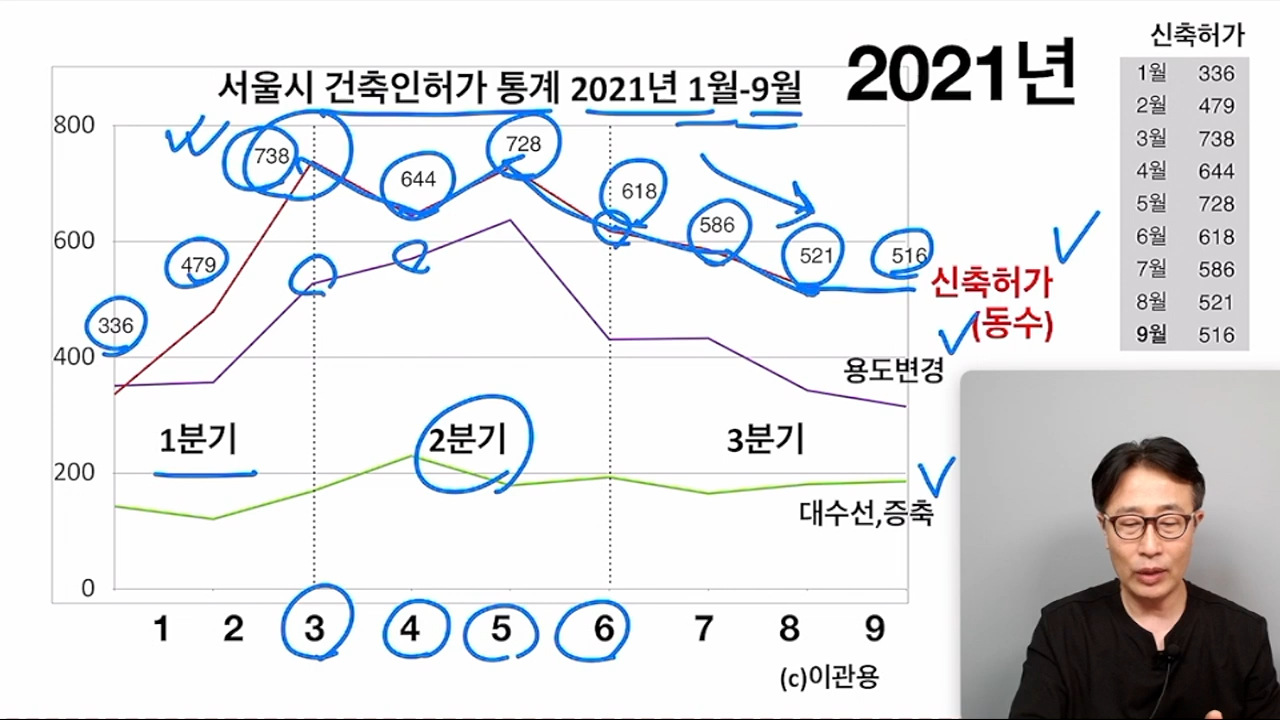 서울시 건축인허가 통계 2021년 1월-9월
2021년
800
600
400
200
0
336
479
738
644
728
618
586
521
516
신축허가
(동수)
용도변경
1분기
2분기
3분기
대수선,증축
1 2 3 4 5 6 7 8 9
(c)이관용
신축허가
1월 336
2월 479
3월 738
4월 644
5월 728
6월 618
7월 586
8월 521
9월 516